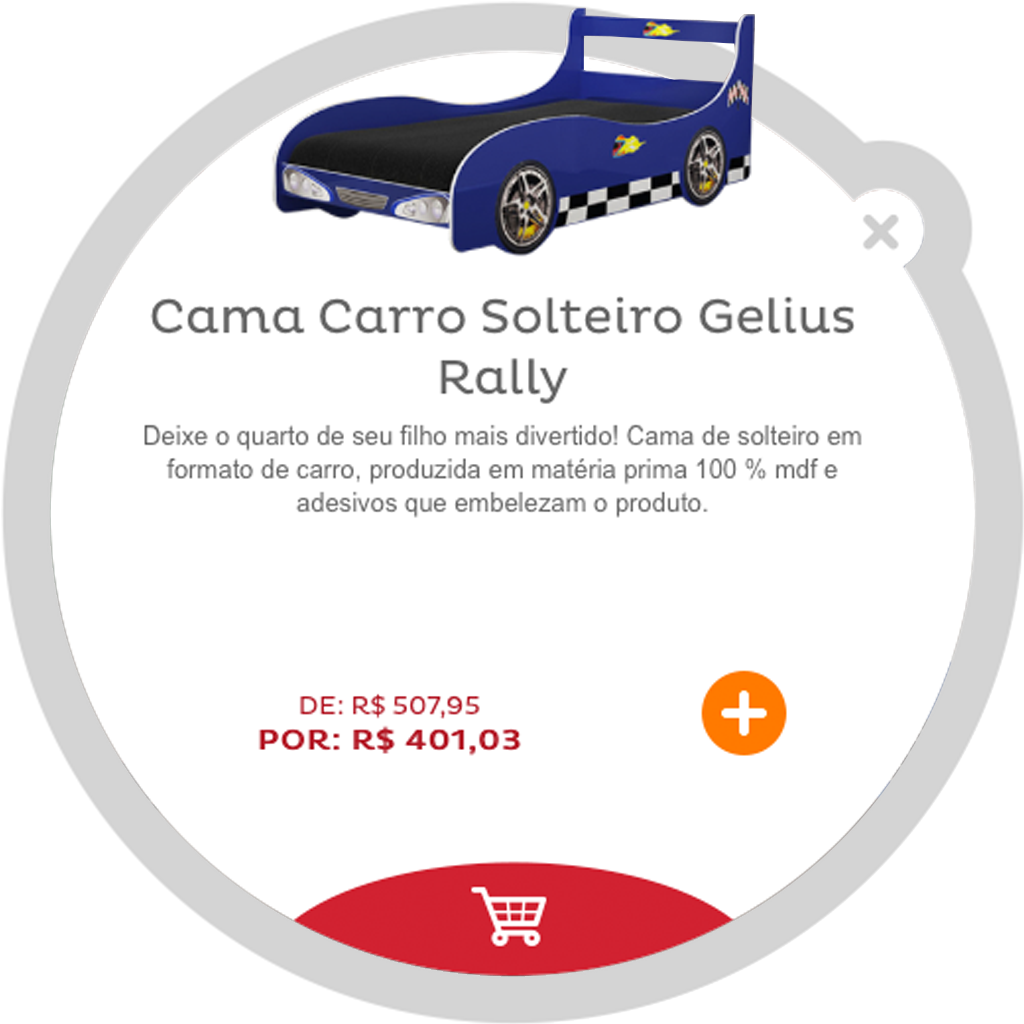 Cama Carro Solteiro Gelius
Rally
Deixe o quarto de seu filho mais divertido! Cama de solteiro em
formato de carro, produzida em matéria prima 100 % mdf e
adesivos que embelezam o produto.
DE: R$ 507,95
POR: R$ 401,03